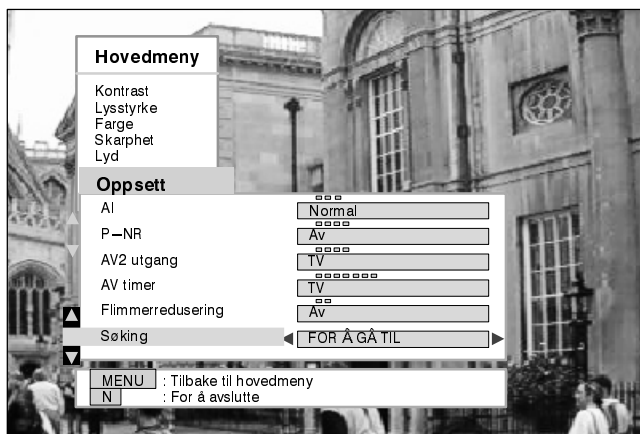 Hovedmeny
Kontrast
Lysstyrke
Farge
Skarphet
Lyd
Oppsett
AI Normal
P–NR Av
AV2 utgang TV
AV timer TV
Flimmerredusering Av
Søking FOR Å GÅ TIL
MENU : Tilbake til hovedmeny
N : For å avslutte